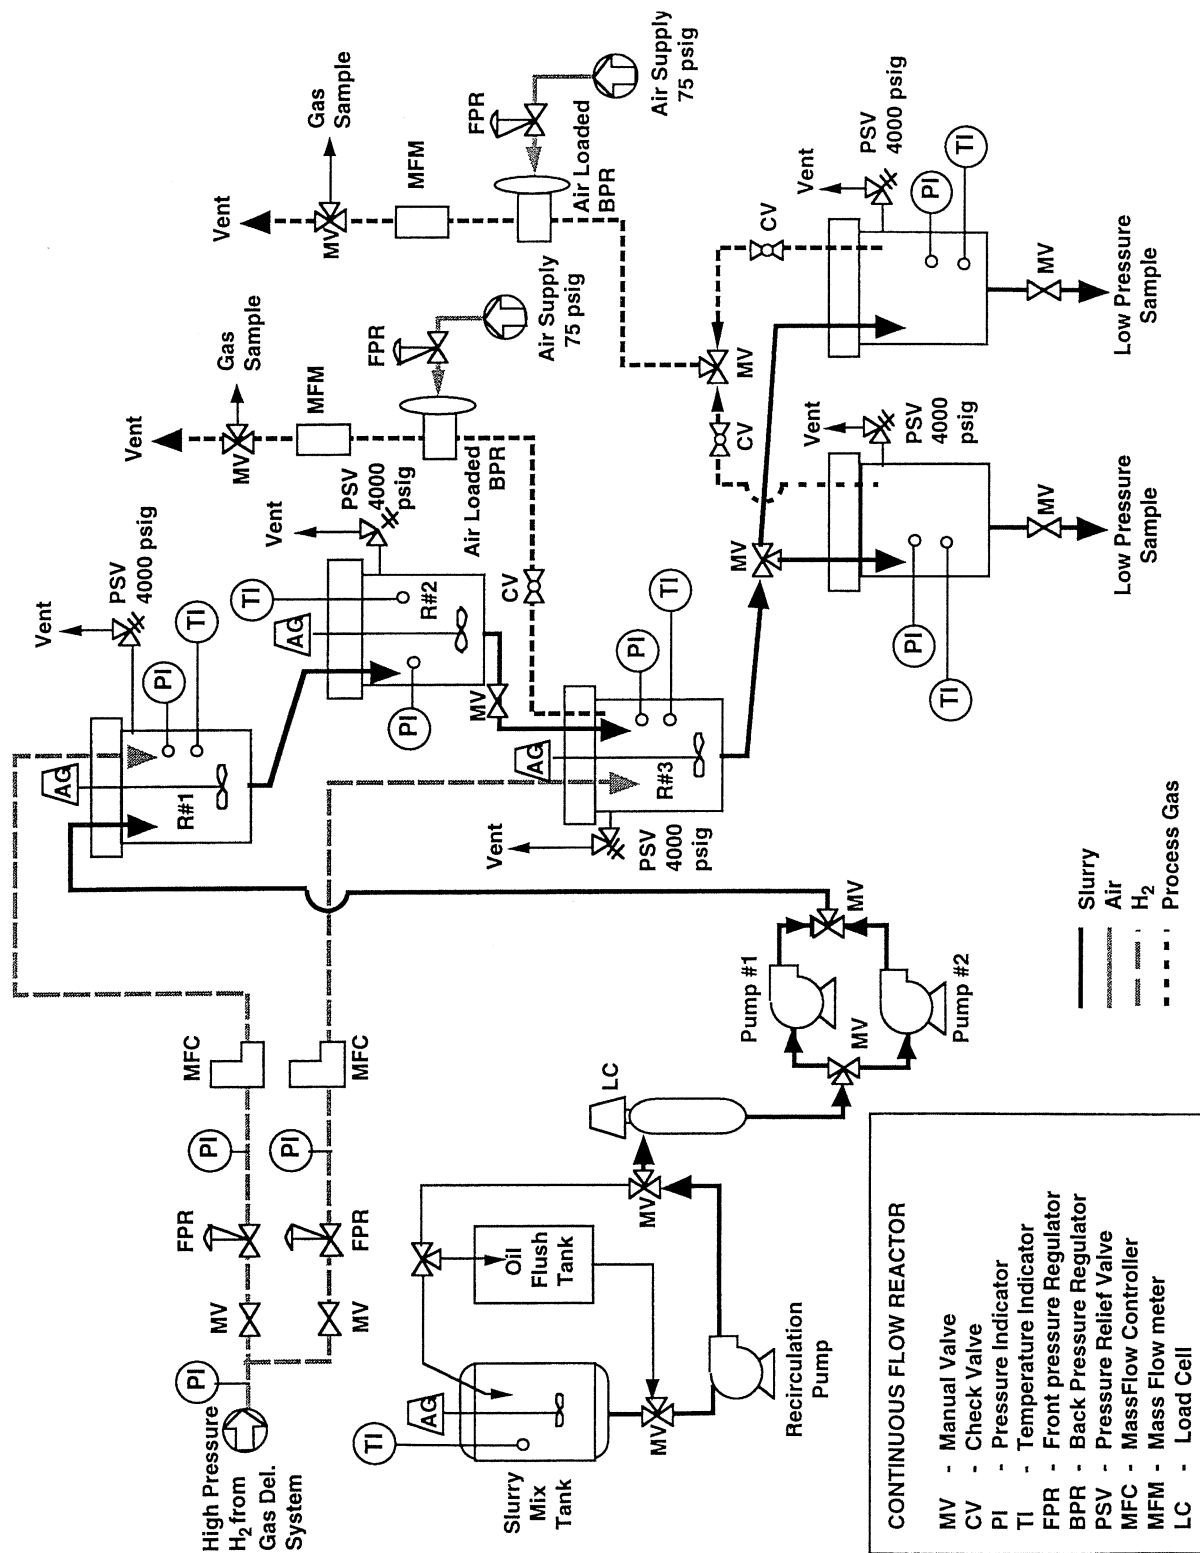 High Pressure
H2 from
Gas Del.
System
PI
MV
MV
FPR
FPR
PI
PI
MFC
MFC
TI
AG
Slurry
Mix
Tank
Oil
Flush
Tank
MV
MV
Recirculation
Pump
LC
MV
Pump #1
Pump #2
MV
AG
R#1
PI
TI
Vent
PSV
4000 psig
AG
R#2
TI
PI
Vent
PSV
4000
psig
MV
AG
R#3
PI
TI
Vent
PSV
4000
psig
CV
Air Loaded
BPR
FPR
Air Supply
75 psig
MFM
MV
Gas
Sample
Vent
Air Loaded
BPR
FPR
Air Supply
75 psig
MFM
MV
Gas
Sample
Vent
MV
CV
CV
MV
Vent
PSV
4000
psig
PI
TI
MV
Low Pressure
Sample
Vent
PSV
4000 psig
PI
TI
MV
Low Pressure
Sample
Slurry
Air
H2
Process Gas
CONTINUOUS FLOW REACTOR
MV - Manual Valve
CV - Check Valve
PI - Pressure Indicator
TI - Temperature Indicator
FPR - Front pressure Regulator
BPR - Back Pressure Regulator
PSV - Pressure Relief Valve
MFC - MassFlow Controller
MFM - Mass Flow meter
LC - Load Cell